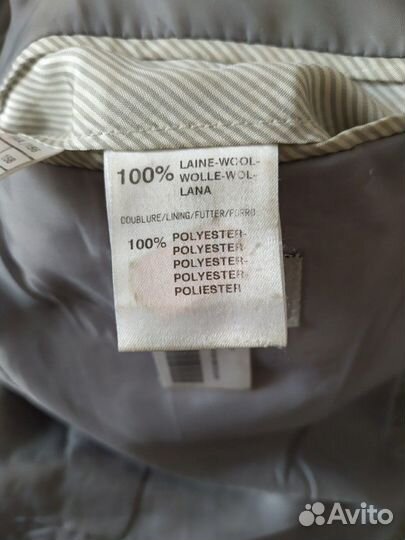 100% LAINE-WOOL-
WOLLE-WOL-
LANA
DOUBLURE/LINING/FUTTER/FORRO
100% POLYESTER-
POLYESTER-
POLYESTER-
POLYESTER-
POLIESTER
Avito